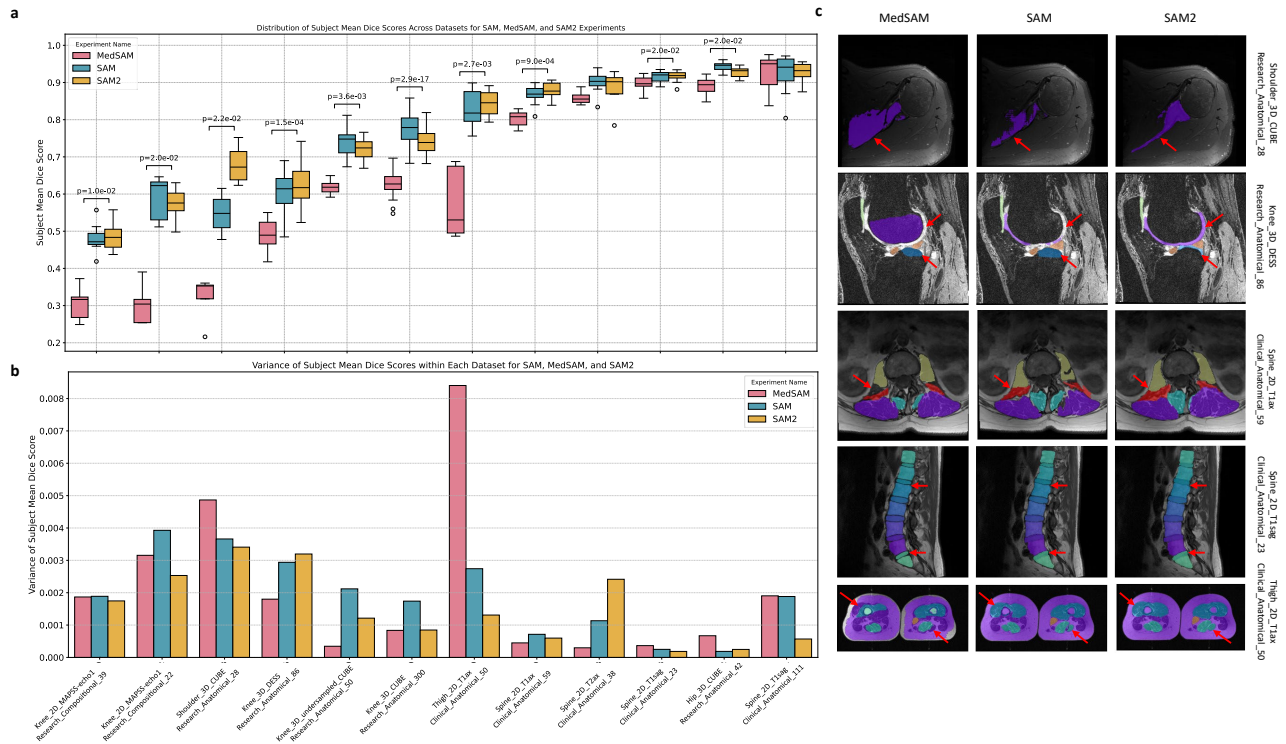 a
Distribution of Subject Mean Dice Scores Across Datasets for SAM, MedSAM, and SAM2 Experiments
Subject Mean Dice Score
1.0
0.9
0.8
0.7
0.6
0.5
0.4
0.3
0.2
Experiment Name
MedSAM
SAM
SAM2
p=1.0e-02
p=2.0e-02
p=2.2e-02
p=1.5e-04
p=3.6e-03
p=2.9e-17
p=2.7e-03
p=9.0e-04
p=2.0e-02
p=2.0e-02
b
Variance of Subject Mean Dice Scores within Each Dataset for SAM, MedSAM, and SAM2
Variance of Subject Mean Dice Score
0.008
0.007
0.006
0.005
0.004
0.003
0.002
0.001
0.000
Experiment Name
MedSAM
SAM
SAM2
Knee_2D_MAPSS-echo1
Research_Compositional_39
Knee_2D_MAPSS-echo1
Research_Compositional_22
Shoulder_3D_CUBE
Research_Anatomical_28
Knee_3D_DESS
Research_Anatomical_86
Knee_3D_undersampled_CUBE
Research_Anatomical_50
Knee_3D_CUBE
Research_Anatomical_300
Thigh_2D_T1ax
Clinical_Anatomical_50
Spine_2D_T1ax
Clinical_Anatomical_59
Spine_2D_T2ax
Clinical_Anatomical_38
Spine_2D_T1sag
Clinical_Anatomical_23
Hip_3D_CUBE
Research_Anatomical_42
Spine_2D_T1sag
Clinical_Anatomical_111
c
MedSAM
SAM
SAM2
Shoulder_3D_CUBE
Research_Anatomical_28
Knee_3D_DESS
Research_Anatomical_86
Spine_2D_T1ax
Clinical_Anatomical_59
Spine_2D_T1sag
Clinical_Anatomical_23
Thigh_2D_T1ax
Clinical_Anatomical_50